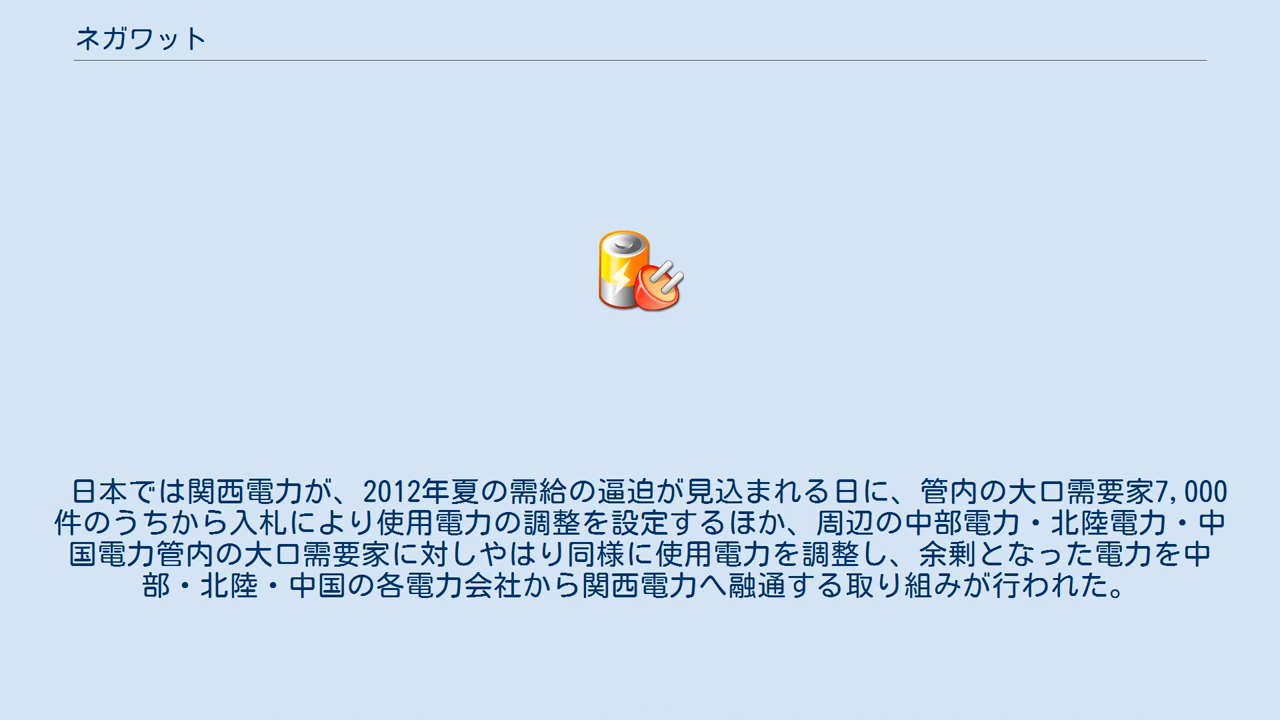 ネガワット
日本では関西電力が、2012年夏の需給の逼迫が見込まれる日に、管内の大口需要家7,000
件のうちから入札により使用電力の調整を設定するほか、周辺の中部電力・北陸電力・中
国電力管内の大口需要家に対しやはり同様に使用電力を調整し、余剰となった電力を中
部・北陸・中国の各電力会社から関西電力へ融通する取り組みが行われた。